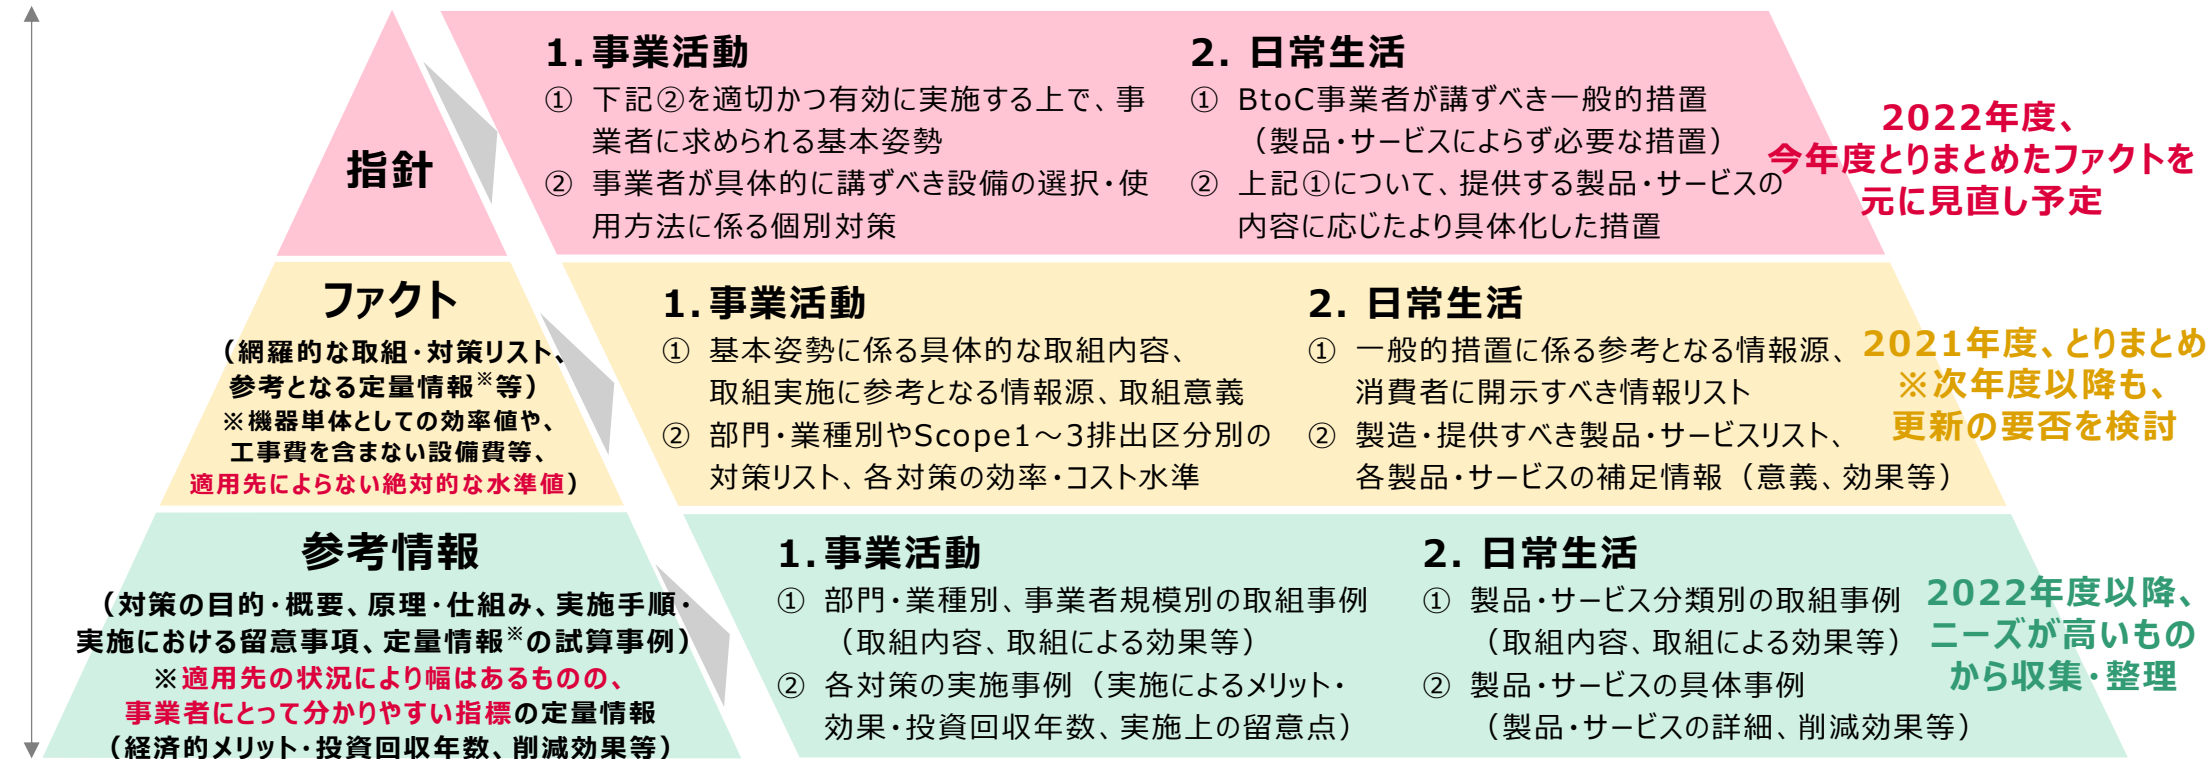 指針
1.事業活動
① 下記②を適切かつ有効に実施する上で、事
業者に求められる基本姿勢
② 事業者が具体的に講ずべき設備の選択・使
用方法に係る個別対策
2. 日常生活
① BtoC事業者が講ずべき一般的措置
（製品・サービスによらず必要な措置）
② 上記①について、提供する製品・サービスの
内容に応じたより具体化した措置
2022年度、
今年度とりまとめたファクトを
元に見直し予定
ファクト
（網羅的な取組・対策リスト、
参考となる定量情報※等）
※機器単体としての効率値や、
工事費を含まない設備費等、
適用先によらない絶対的な水準値）
1.事業活動
① 基本姿勢に係る具体的な取組内容、
取組実施に参考となる情報源、取組意義
② 部門・業種別やScope1～3排出区分別の
対策リスト、各対策の効率・コスト水準
2. 日常生活
① 一般的措置に係る参考となる情報源、
消費者に開示すべき情報リスト
② 製造・提供すべき製品・サービスリスト、
各製品・サービスの補足情報（意義、効果等）
2021年度、とりまとめ
※次年度以降も、
更新の要否を検討
参考情報
（対策の目的・概要、原理・仕組み、実施手順・
実施における留意事項、定量情報※の試算事例）
※適用先の状況により幅はあるものの、
事業者にとって分かりやすい指標の定量情報
（経済的メリット・投資回収年数、削減効果等）
1.事業活動
① 部門・業種別、事業者規模別の取組事例
（取組内容、取組による効果等）
② 各対策の実施事例（実施によるメリット・
効果・投資回収年数、実施上の留意点）
2. 日常生活
① 製品・サービス分類別の取組事例
（取組内容、取組による効果等）
② 製品・サービスの具体事例
（製品・サービスの詳細、削減効果等）
2022年度以降、
ニーズが高いもの
から収集・整理